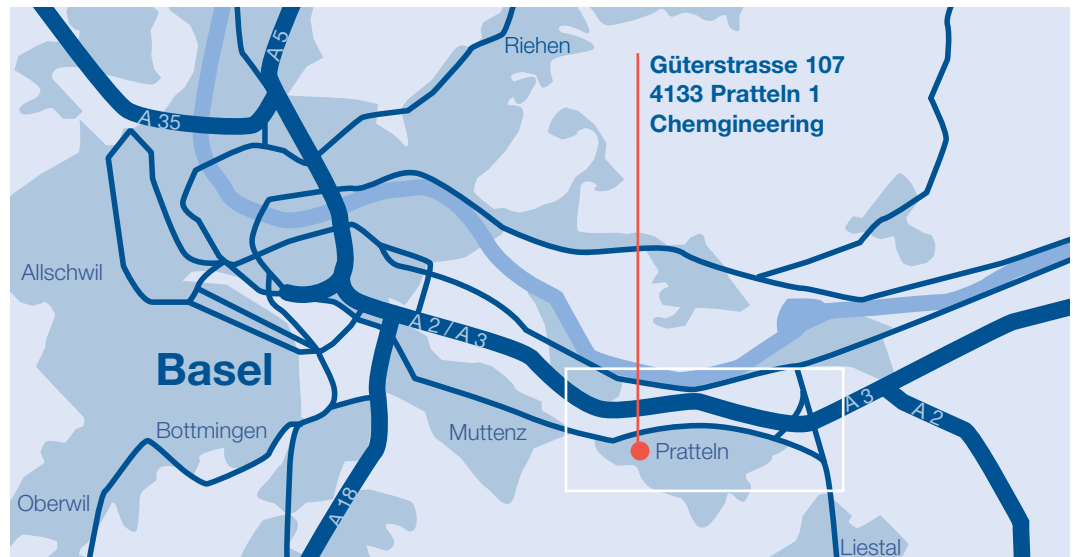 A 5
Riehen
Güterstrasse 107
4133 Pratteln 1
Chemgineering
A 35
Allschwil
A 2 / A 3
Basel
A 3
A 2
Bottmingen
Muttenz
Pratteln
Oberwil
A 18
Liestal